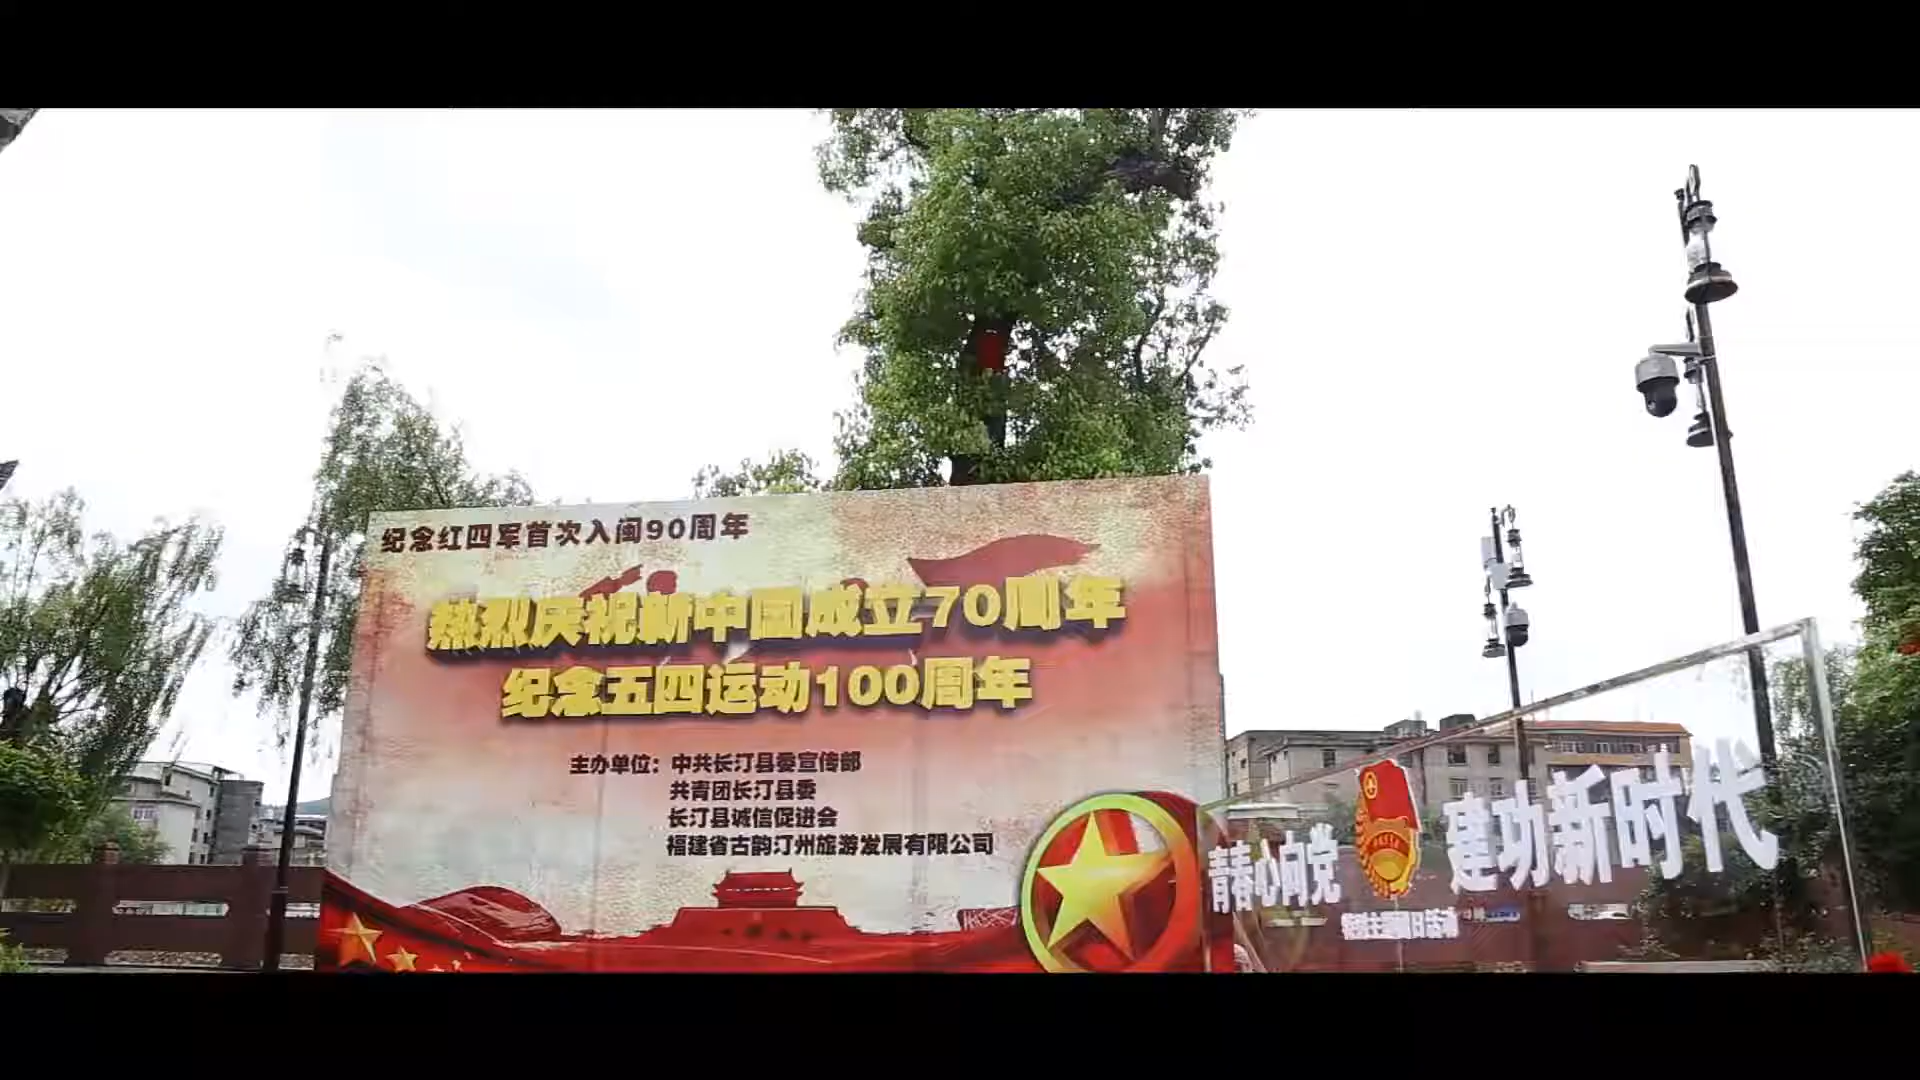 纪念红四军首次入闽90周年
热烈庆祝新中国成立70周年
纪念五四运动100周年
主办单位：中共长汀县委宣传部
共青团长汀县委
长汀县诚信促进会
福建省古韵汀州旅游发展有限公司
青春心向党 建功新时代